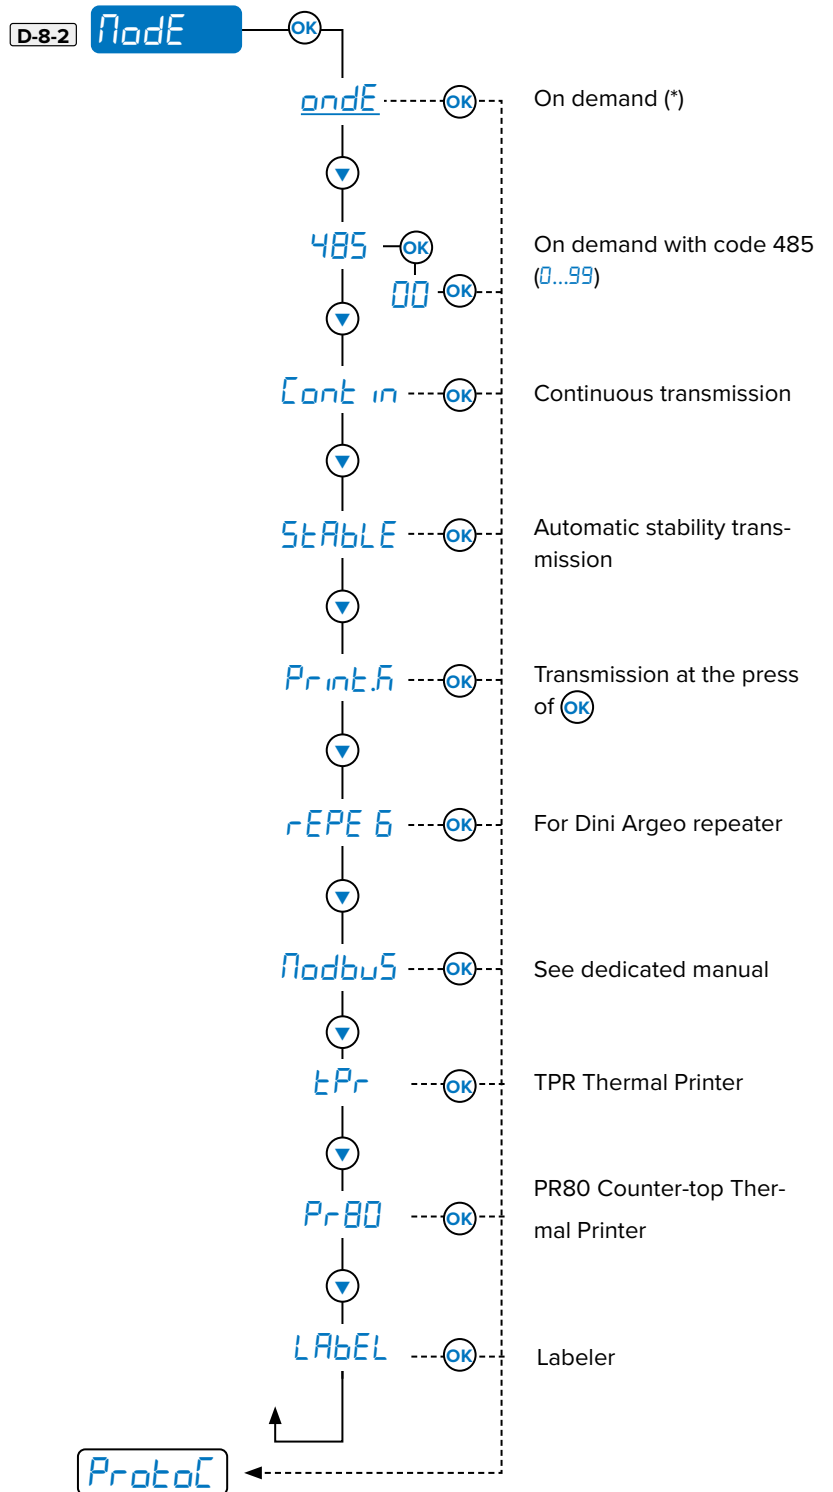 D-8-2 ModE OK
ondE OK On demand (*)
485 OK On demand with code 485
00 OK (0...99)
Contin OK Continuous transmission
StAbLE OK Automatic stability trans-
mission
Print.K OK Transmission at the press
of OK
rEPE 6 OK For Dini Argeo repeater
ModbuS OK See dedicated manual
tPr OK TPR Thermal Printer
Pr80 OK PR80 Counter-top Ther-
mal Printer
LAbEL OK Labeler
ProtoC